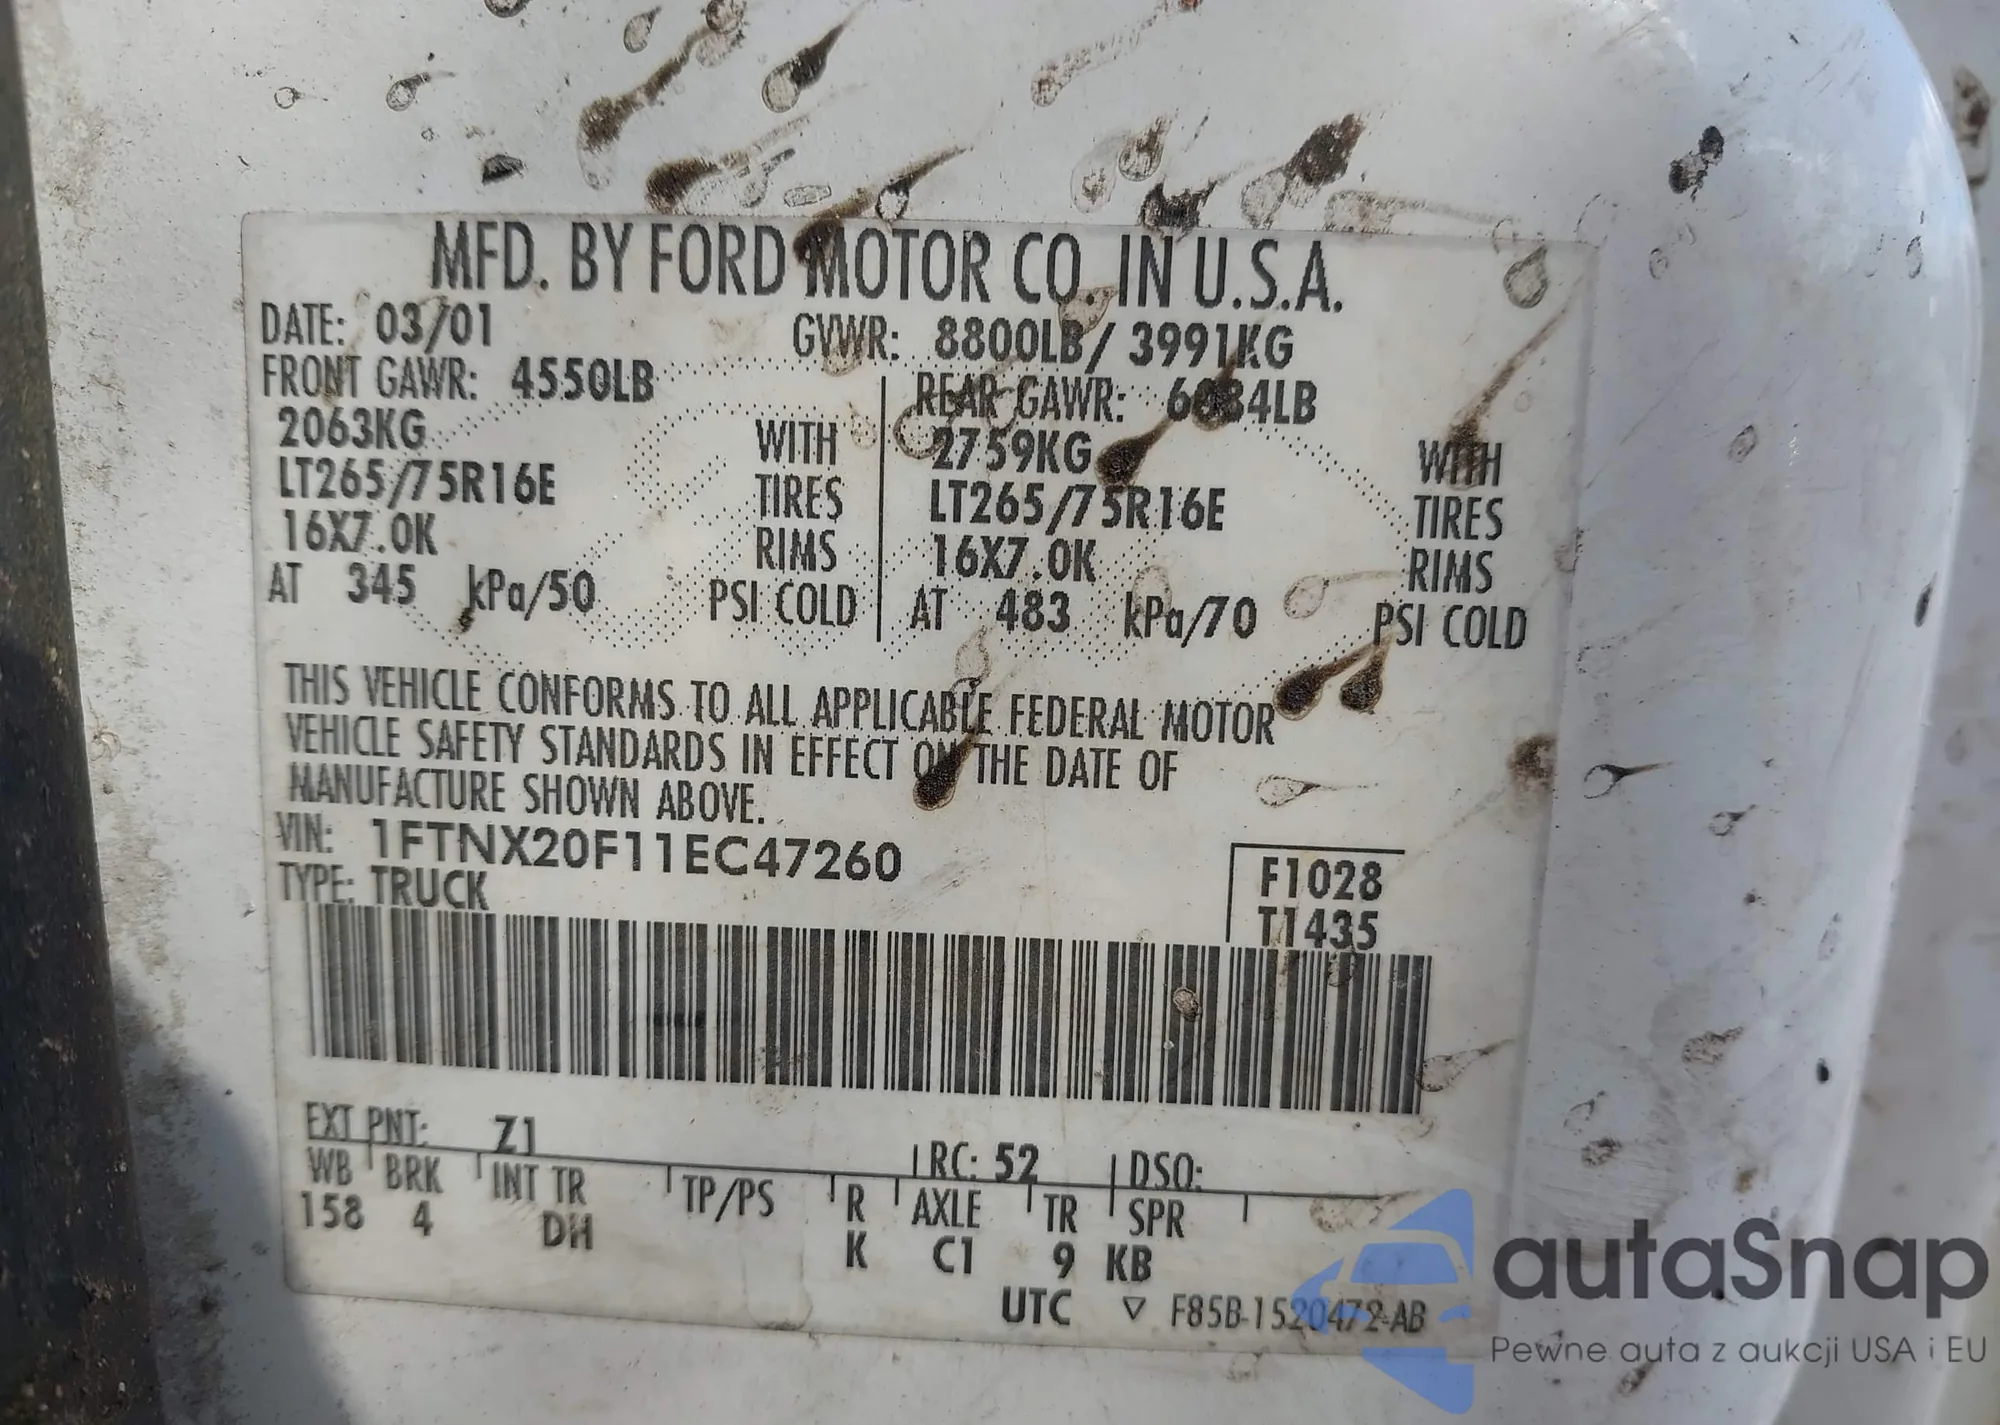 MFD. BY FORD MOTOR CO. IN U.S.A.
DATE: 03/01 GVWR: 8800LB/ 3991KG
FRONT GAWR: 4550LB REAR GAWR: 6084LB
2063KG WITH 2759KG WITH
LT265/75R16E TIRES LT265/75R16E TIRES
16X7.0K RIMS 16X7.0K RIMS
AT 345 kPa/50 PSI COLD AT 483 kPa/70 PSI COLD
THIS VEHICLE CONFORMS TO ALL APPLICABLE FEDERAL MOTOR
VEHICLE SAFETY STANDARDS IN EFFECT ON THE DATE OF
MANUFACTURE SHOWN ABOVE.
VIN: 1FTNX20F11EC47260 F1028
TYPE: TRUCK T1435
EXT PNT: Z1 RC: 52 DSO:
WB BRK INT TR TP/PS R AXLE TR SPR
158 4 DH K C1 9 KB
UTC ▽ F85B-1520472-AB
autaSnap
Pewne auta z aukcji USA i EU